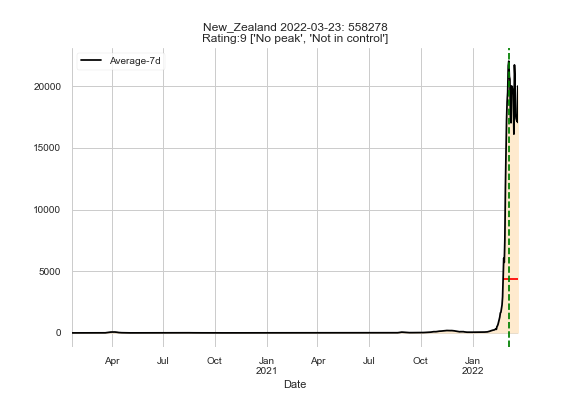 New_Zealand 2022-03-23: 558278
Rating:9 ['No peak', 'Not in control']
Average-7d
20000
15000
10000
5000
0
Apr Jul Oct Jan Apr Jul Oct Jan
2021 2022
Date